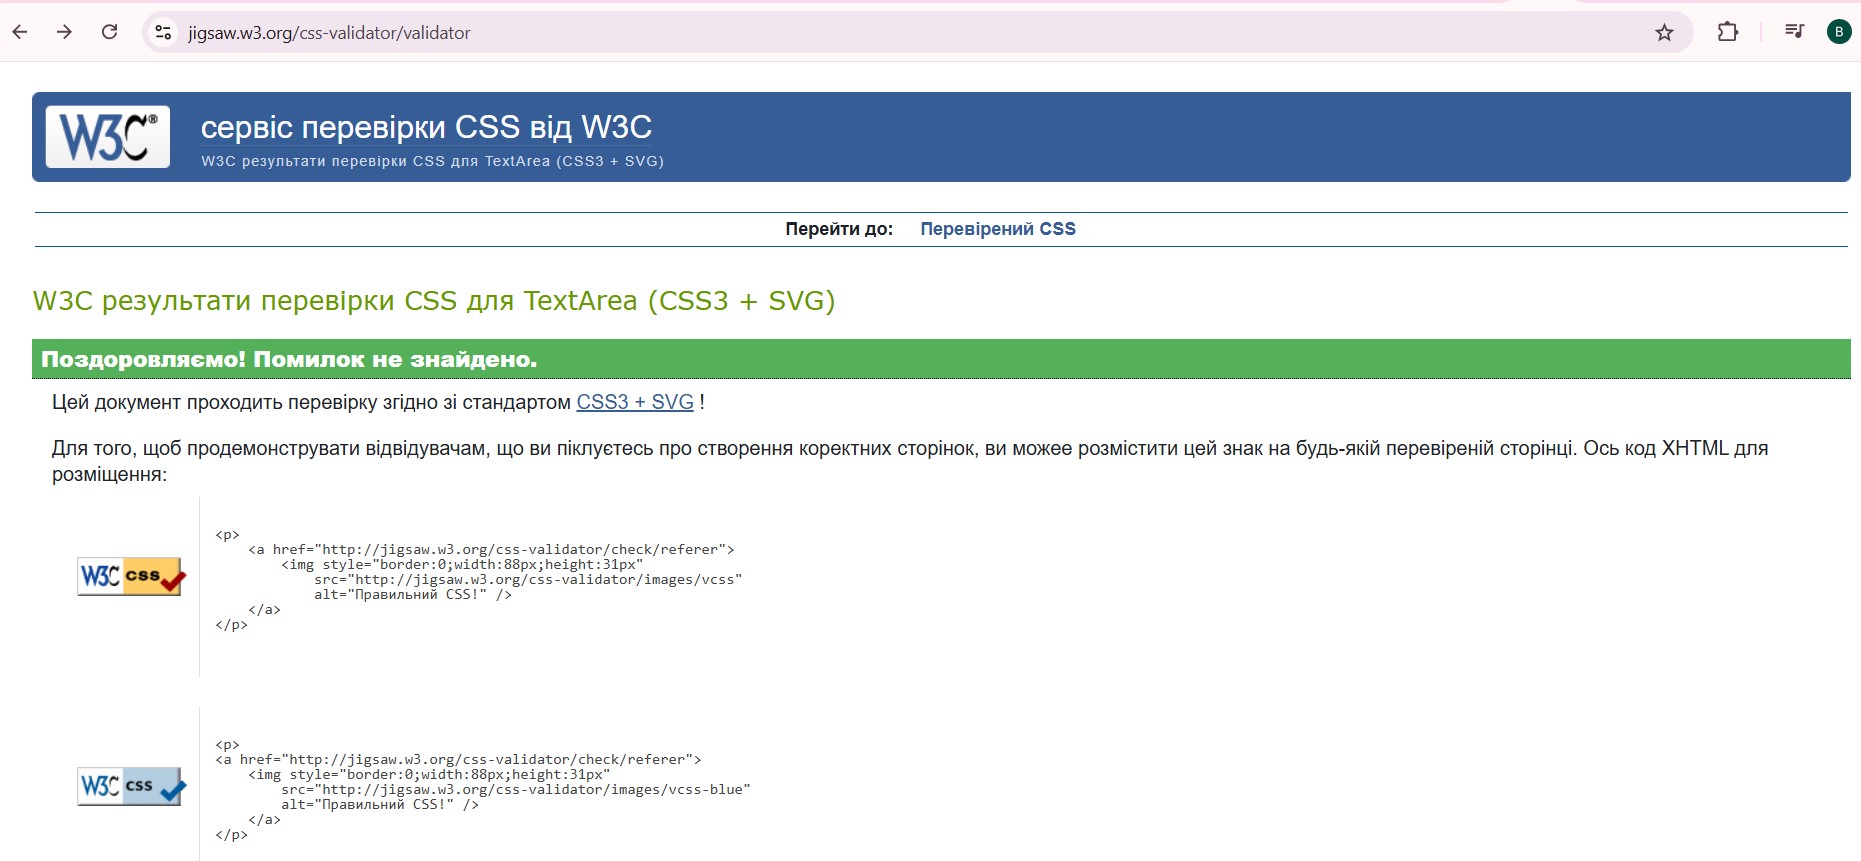 jigsaw.w3.org/css-validator/validator
B
W3C®
сервіс перевірки CSS від W3C
W3C результати перевірки CSS для TextArea (CSS3 + SVG)
Перейти до: Перевірений CSS
W3C результати перевірки CSS для TextArea (CSS3 + SVG)
Поздоровляємо! Помилок не знайдено.
Цей документ проходить перевірку згідно зі стандартом CSS3 + SVG !
Для того, щоб продемонструвати відвідувачам, що ви піклуєтесь про створення коректних сторінок, ви можее розмістити цей знак на будь-якій перевіреній сторінці. Ось код XHTML для
розміщення:
W3C css
<p>
<a href="http://jigsaw.w3.org/css-validator/check/referer">
<img style="border:0;width:88px;height:31px"
src="http://jigsaw.w3.org/css-validator/images/vcss"
alt="Правильний CSS!" />
</a>
</p>
W3C css
<p>
<a href="http://jigsaw.w3.org/css-validator/check/referer">
<img style="border:0;width:88px;height:31px"
src="http://jigsaw.w3.org/css-validator/images/vcss-blue"
alt="Правильний CSS!" />
</a>
</p>